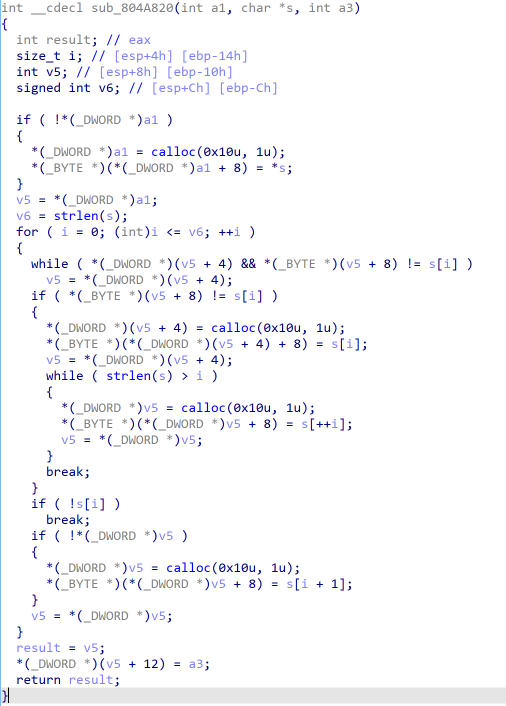 int __cdecl sub_804A820(int a1, char *s, int a3)
{
  int result; // eax
  size_t i; // [esp+4h] [ebp-14h]
  int v5; // [esp+8h] [ebp-10h]
  signed int v6; // [esp+Ch] [ebp-Ch]

  if ( !*(_DWORD *)a1 )
  {
    *(_DWORD *)a1 = calloc(0x10u, 1u);
    *(_BYTE *)(*(_DWORD *)a1 + 8) = *s;
  }
  v5 = *(_DWORD *)a1;
  v6 = strlen(s);
  for ( i = 0; (int)i <= v6; ++i )
  {
    while ( *(_DWORD *)(v5 + 4) && *(_BYTE *)(v5 + 8) != s[i] )
      v5 = *(_DWORD *)(v5 + 4);
    if ( *(_BYTE *)(v5 + 8) != s[i] )
    {
      *(_DWORD *)(v5 + 4) = calloc(0x10u, 1u);
      *(_BYTE *)(*(_DWORD *)(v5 + 4) + 8) = s[i];
      v5 = *(_DWORD *)(v5 + 4);
      while ( strlen(s) > i )
      {
        *(_DWORD *)v5 = calloc(0x10u, 1u);
        *(_BYTE *)(*(_DWORD *)v5 + 8) = s[++i];
        v5 = *(_DWORD *)v5;
      }
      break;
    }
    if ( !s[i] )
      break;
    if ( !*(_DWORD *)v5 )
    {
      *(_DWORD *)v5 = calloc(0x10u, 1u);
      *(_BYTE *)(*(_DWORD *)v5 + 8) = s[i + 1];
    }
    v5 = *(_DWORD *)v5;
  }
  result = v5;
  *(_DWORD *)(v5 + 12) = a3;
  return result;
}